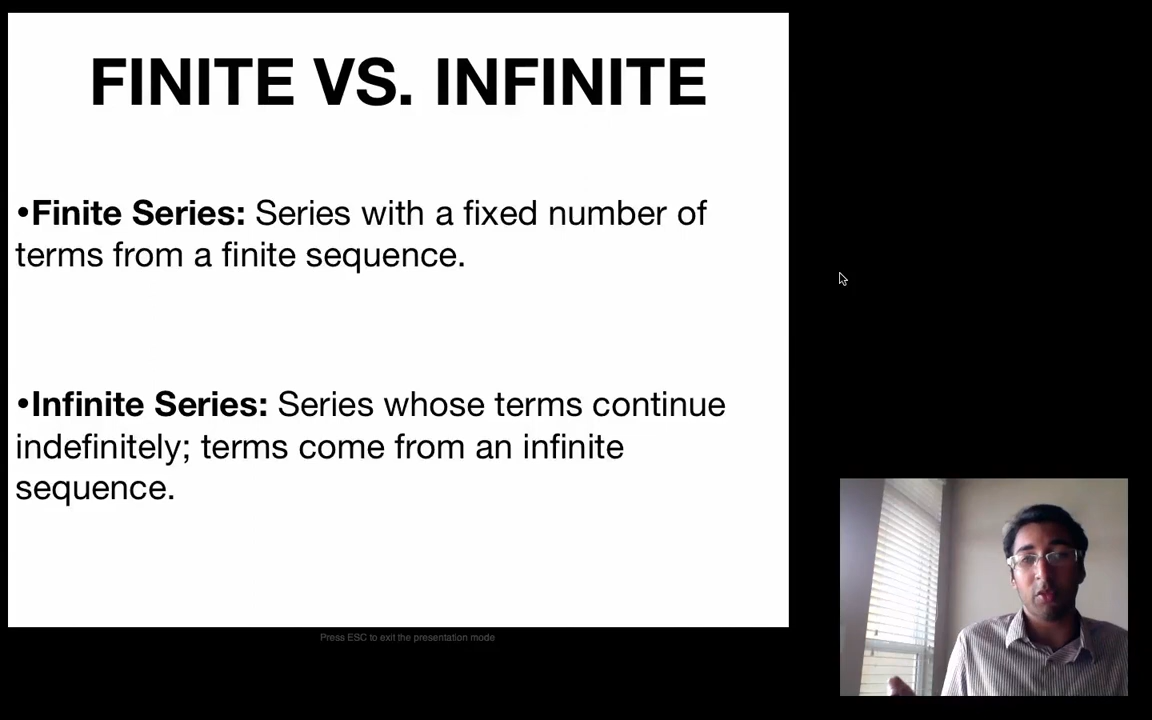 FINITE VS. INFINITE
•Finite Series: Series with a fixed number of
terms from a finite sequence.
•Infinite Series: Series whose terms continue
indefinitely; terms come from an infinite
sequence.
Press ESC to exit the presentation mode